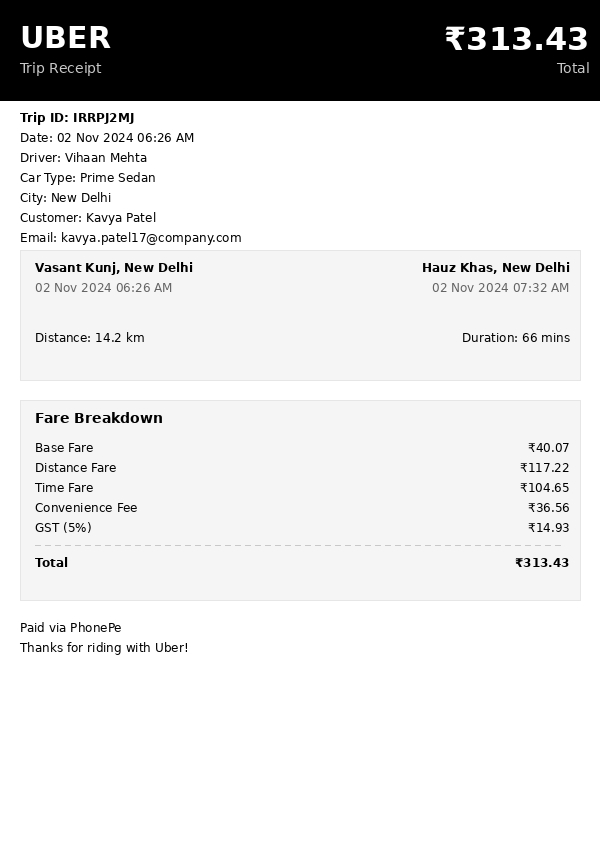 UBER ₹313.43
Trip Receipt Total
Trip ID: IRRPJ2MJ
Date: 02 Nov 2024 06:26 AM
Driver: Vihaan Mehta
Car Type: Prime Sedan
City: New Delhi
Customer: Kavya Patel
Email: kavya.patel17@company.com
Vasant Kunj, New Delhi Hauz Khas, New Delhi
02 Nov 2024 06:26 AM 02 Nov 2024 07:32 AM
Distance: 14.2 km Duration: 66 mins
Fare Breakdown
Base Fare ₹40.07
Distance Fare ₹117.22
Time Fare ₹104.65
Convenience Fee ₹36.56
GST (5%) ₹14.93
Total ₹313.43
Paid via PhonePe
Thanks for riding with Uber!